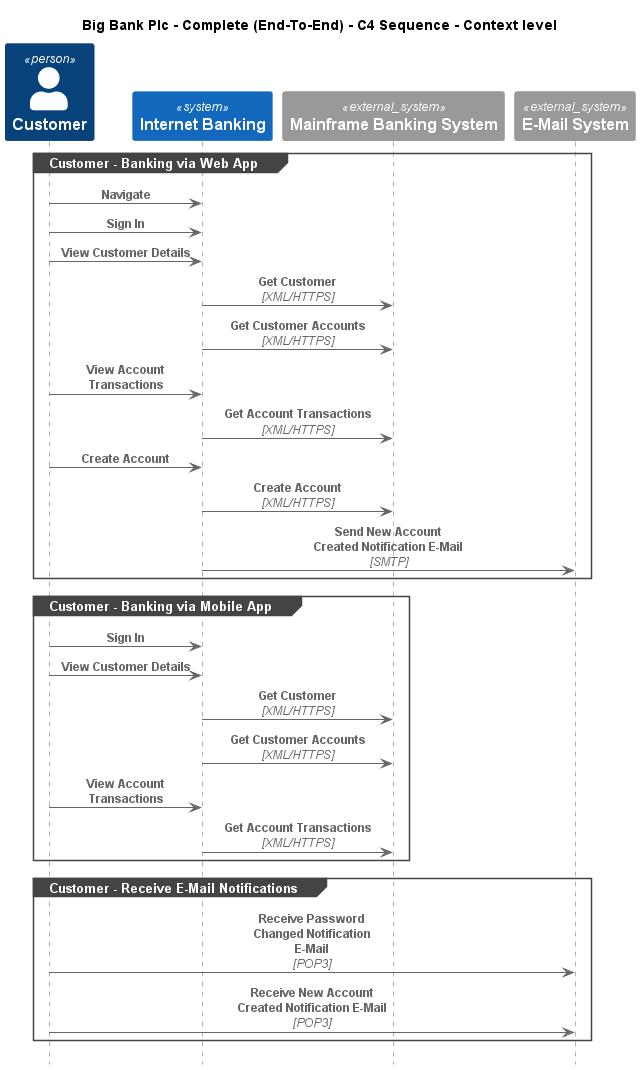 Big Bank Plc - Complete (End-To-End) - C4 Sequence - Context level
«person»
Customer
«system»
Internet Banking
«external_system»
Mainframe Banking System
«external_system»
E-Mail System
Customer - Banking via Web App
Navigate
Sign In
View Customer Details
Get Customer
[XML/HTTPS]
Get Customer Accounts
[XML/HTTPS]
View Account
Transactions
Get Account Transactions
[XML/HTTPS]
Create Account
Create Account
[XML/HTTPS]
Send New Account
Created Notification E-Mail
[SMTP]
Customer - Banking via Mobile App
Sign In
View Customer Details
Get Customer
[XML/HTTPS]
Get Customer Accounts
[XML/HTTPS]
View Account
Transactions
Get Account Transactions
[XML/HTTPS]
Customer - Receive E-Mail Notifications
Receive Password
Changed Notification
E-Mail
[POP3]
Receive New Account
Created Notification E-Mail
[POP3]